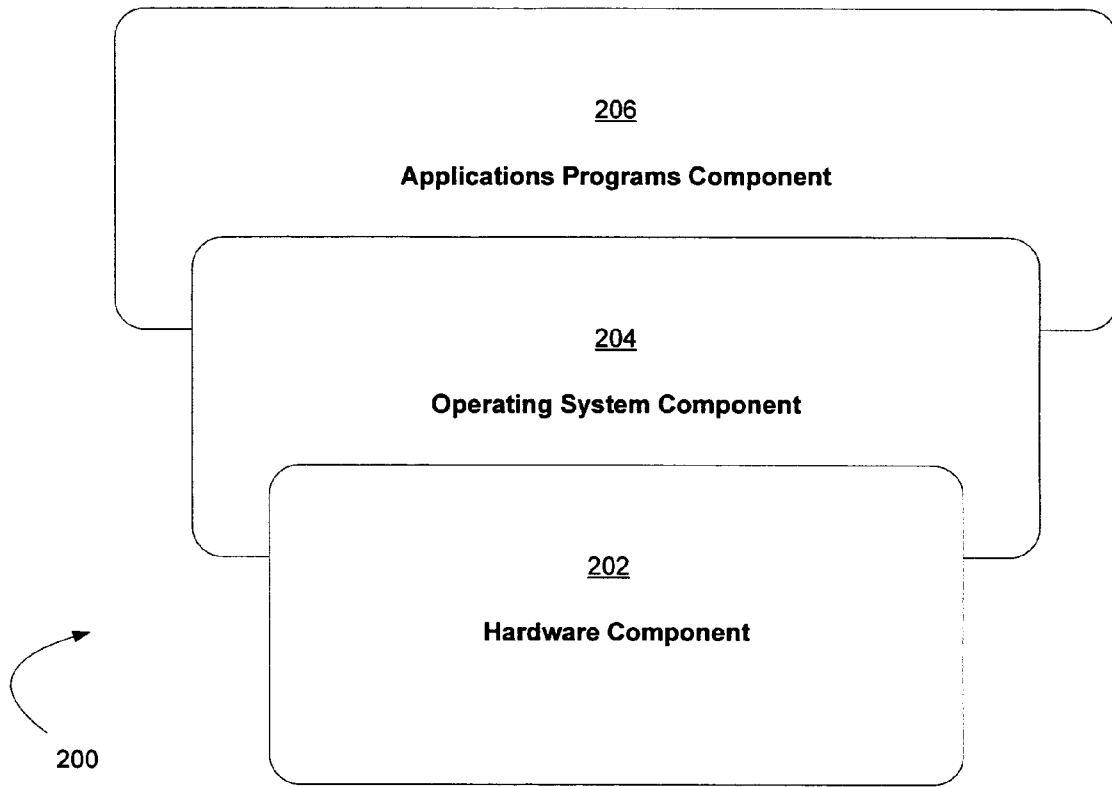 206
Applications Programs Component
204
Operating System Component
202
Hardware Component
200